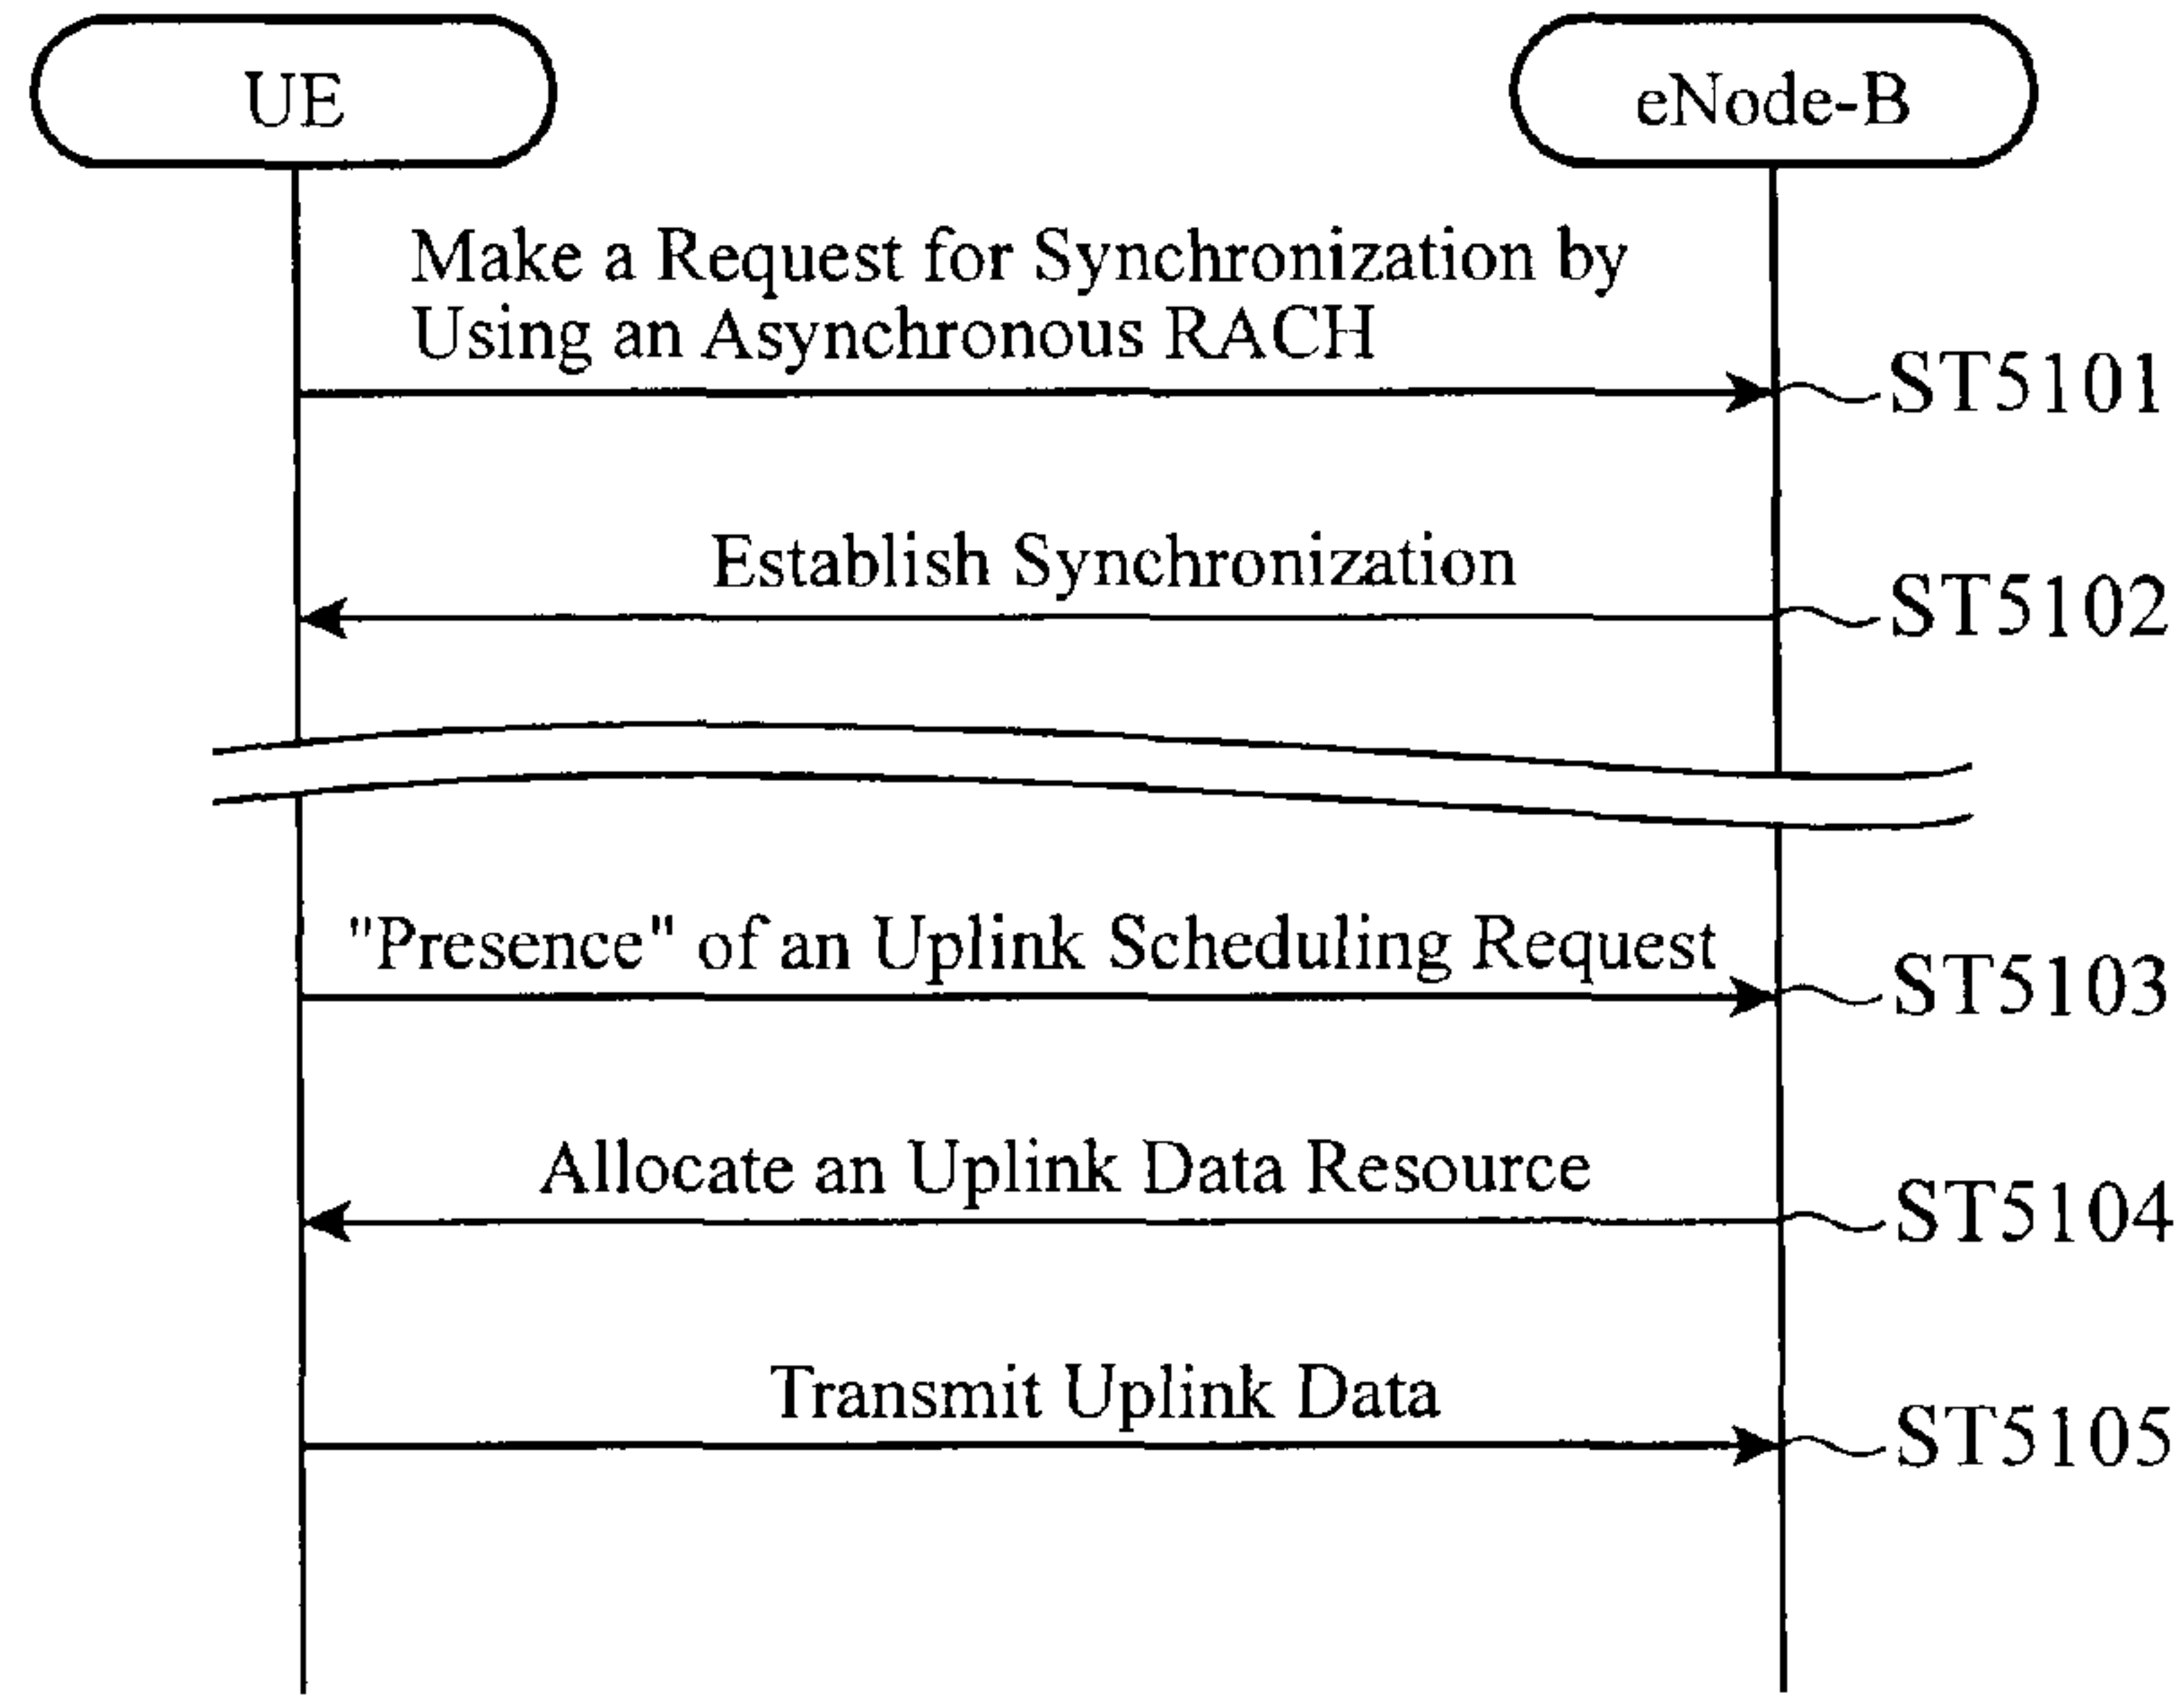 UE
eNode-B
Make a Request for Synchronization by
Using an Asynchronous RACH
ST5101
Establish Synchronization
ST5102
"Presence" of an Uplink Scheduling Request
ST5103
Allocate an Uplink Data Resource
ST5104
Transmit Uplink Data
ST5105